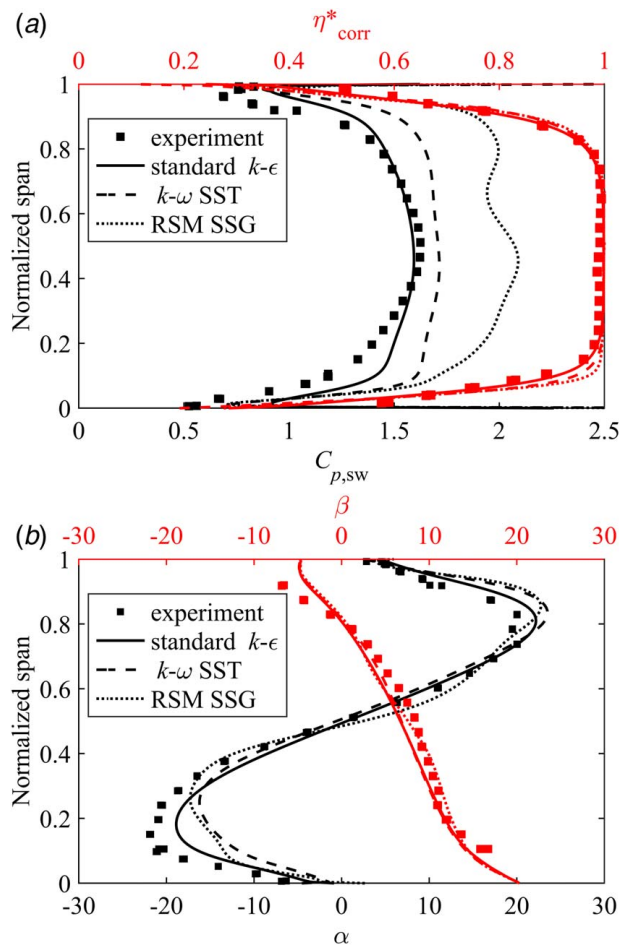 (a)
η*corr
0 0.2 0.4 0.6 0.8 1
1
0.8
0.6
0.4
0.2
0
Normalized span
experiment
standard k-ϵ
k-ω SST
RSM SSG
0 0.5 1 1.5 2 2.5
Cp,sw
(b)
β
-30 -20 -10 0 10 20 30
1
0.8
0.6
0.4
0.2
0
Normalized span
experiment
standard k-ϵ
k-ω SST
RSM SSG
-30 -20 -10 0 10 20 30
α